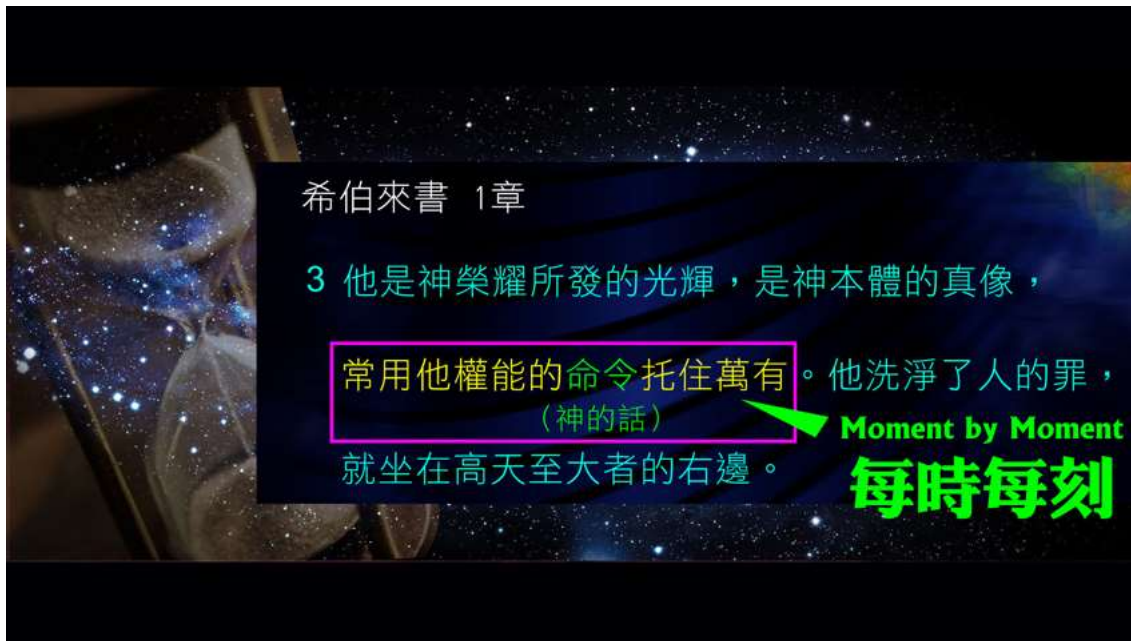 希伯來書 1章
3 他是神榮耀所發的光輝，是神本體的真像，
常用他權能的命令托住萬有。他洗淨了人的罪，
（神的話）
Moment by Moment
就坐在高天至大者的右邊。
每時每刻